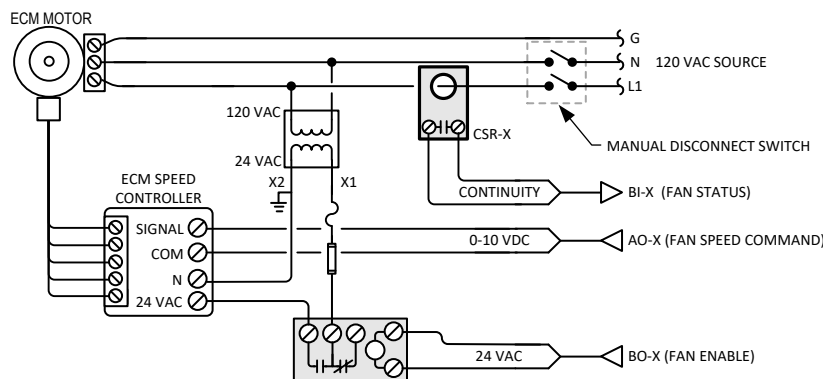 ECM MOTOR
G
N 120 VAC SOURCE
L1
120 VAC
CSR-X
MANUAL DISCONNECT SWITCH
24 VAC
X2 X1
ECM SPEED
CONTROLLER
CONTINUITY
BI-X (FAN STATUS)
SIGNAL
0-10 VDC
AO-X (FAN SPEED COMMAND)
COM
N
24 VAC
24 VAC
BO-X (FAN ENABLE)